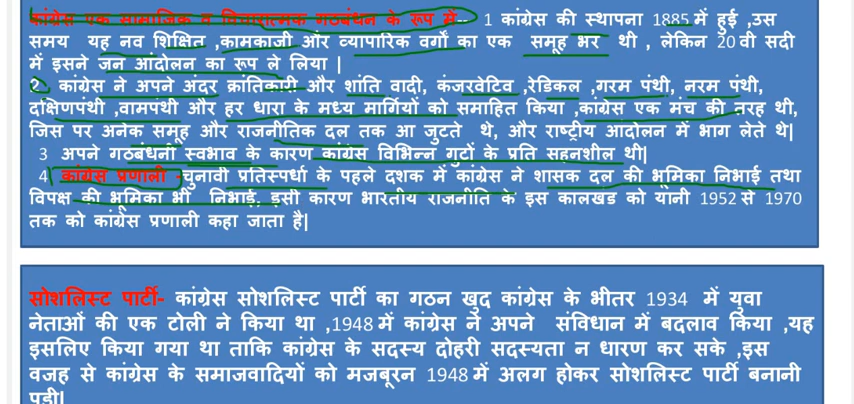 कांग्रेस एक सामाजिक व विचारात्मक गठबंधन के रूप में-- 1 कांग्रेस की स्थापना 1885 में हुई ,उस
समय यह नव शिक्षित ,कामकाजी और व्यापारिक वर्गों का एक समूह भर थी , लेकिन 20 वी सदी
में इसने जन आंदोलन का रूप ले लिया |
2 कांग्रेस ने अपने अंदर क्रांतिकारी और शांति वादी, कंजरवेटिव ,रेडिकल ,गरम पंथी, नरम पंथी,
दक्षिणपंथी ,वामपंथी और हर धारा के मध्य मार्गियों को समाहित किया ,कांग्रेस एक मंच की तरह थी,
जिस पर अनेक समूह और राजनीतिक दल तक आ जुटते थे, और राष्ट्रीय आदोलन में भाग लेते थे|
3 अपने गठबंधनी स्वभाव के कारण कांग्रेस विभिन्न गुटों के प्रति सहनशील थी|
4 कांग्रेस प्रणाली -चुनावी प्रतिस्पर्धा के पहले दशक में कांग्रेस ने शासक दल की भूमिका निभाई तथा
विपक्ष की भूमिका भी निभाई, इसी कारण भारतीय राजनीति के इस कालखंड को यानी 1952 से 1970
तक को कांग्रेस प्रणाली कहा जाता है|
सोशलिस्ट पार्टी- कांग्रेस सोशलिस्ट पार्टी का गठन खुद कांग्रेस के भीतर 1934 में युवा
नेताओं की एक टोली ने किया था ,1948 में कांग्रेस ने अपने संविधान में बदलाव किया ,यह
इसलिए किया गया था ताकि कांग्रेस के सदस्य दोहरी सदस्यता न धारण कर सके ,इस
वजह से कांग्रेस के समाजवादियों को मजबूरन 1948 में अलग होकर सोशलिस्ट पार्टी बनानी
पड़ी|